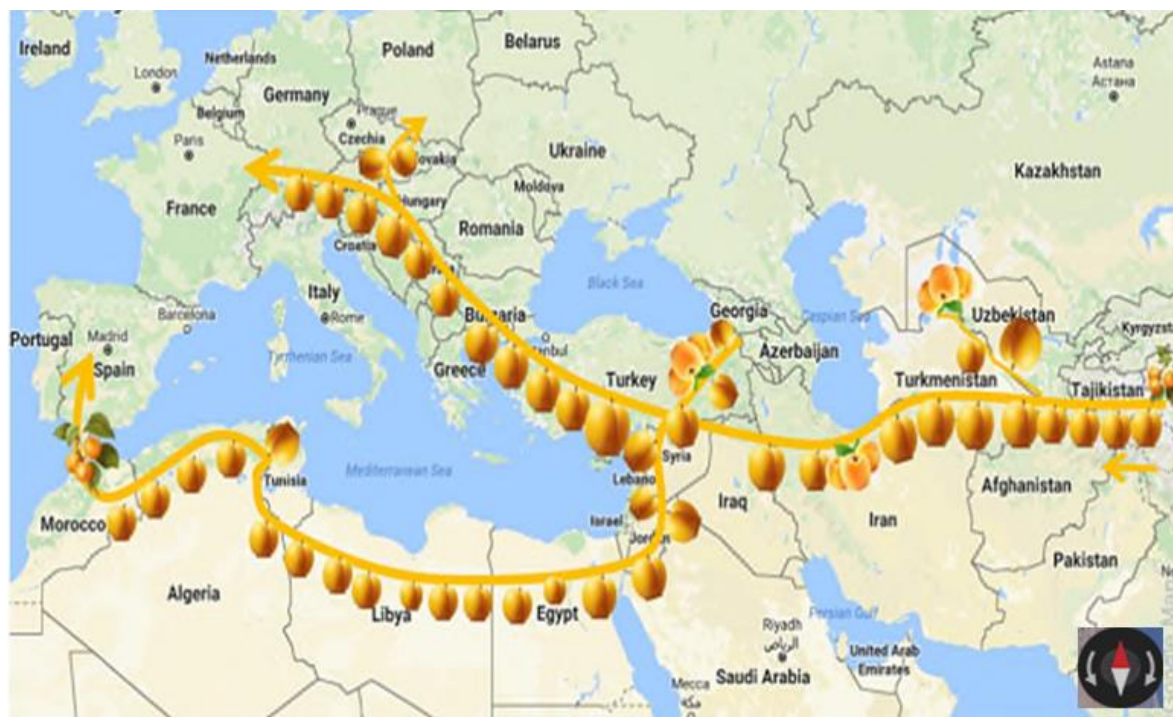 Ireland
Netherlands
London
Belgium
Germany
Poland
Belarus
Prague
Czechia
Slovakia
Ukraine
Paris
France
Hungary
Moldova
Romania
Croatia
Astana
Астана
Kazakhstan
Italy
Rome
Barcelona
Portugal
Madrid
Spain
Tyrrhenian Sea
Bulgaria
Black Sea
Georgia
Caspian Sea
Azerbaijan
Uzbekistan
Greece
Turkey
Turkmenistan
Tajikistan
Mediterranean Sea
Tunisia
Syria
Lebano
Israel
Jordan
Iraq
Iran
Afghanistan
Pakistan
Morocco
Algeria
Libya
Egypt
Persian Gulf
Riyadh
الرياض
United Arab
Emirates
Saudi Arabia
Mecca
مكة